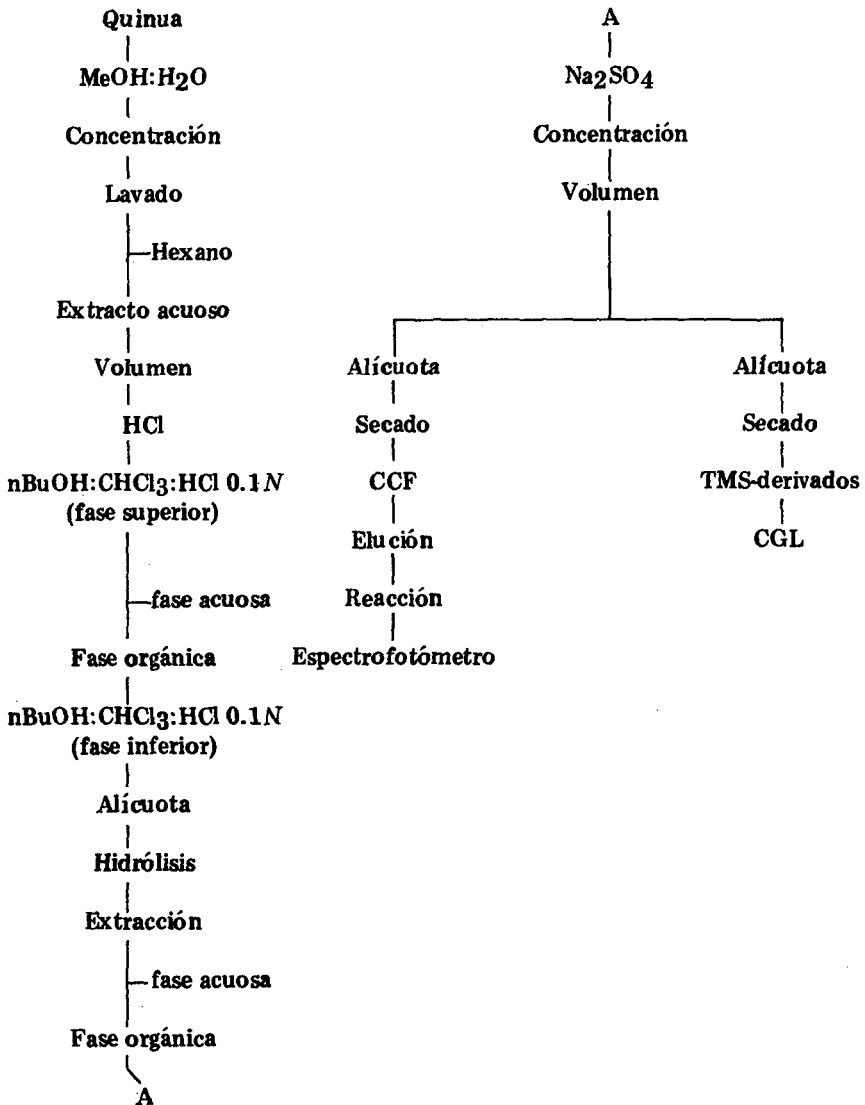 Quinua
MeOH:H2O
Concentración
Lavado
Hexano
Extracto acuoso
Volumen
HCl
nBuOH:CHCl3:HCl 0.1N
(fase superior)
fase acuosa
Fase orgánica
nBuOH:CHCl3:HCl 0.1N
(fase inferior)
Alícuota
Hidrólisis
Extracción
fase acuosa
Fase orgánica
A
A
Na2SO4
Concentración
Volumen
Alícuota
Secado
CCF
Elución
Reacción
Espectrofotómetro
Alícuota
Secado
TMS-derivados
CGL